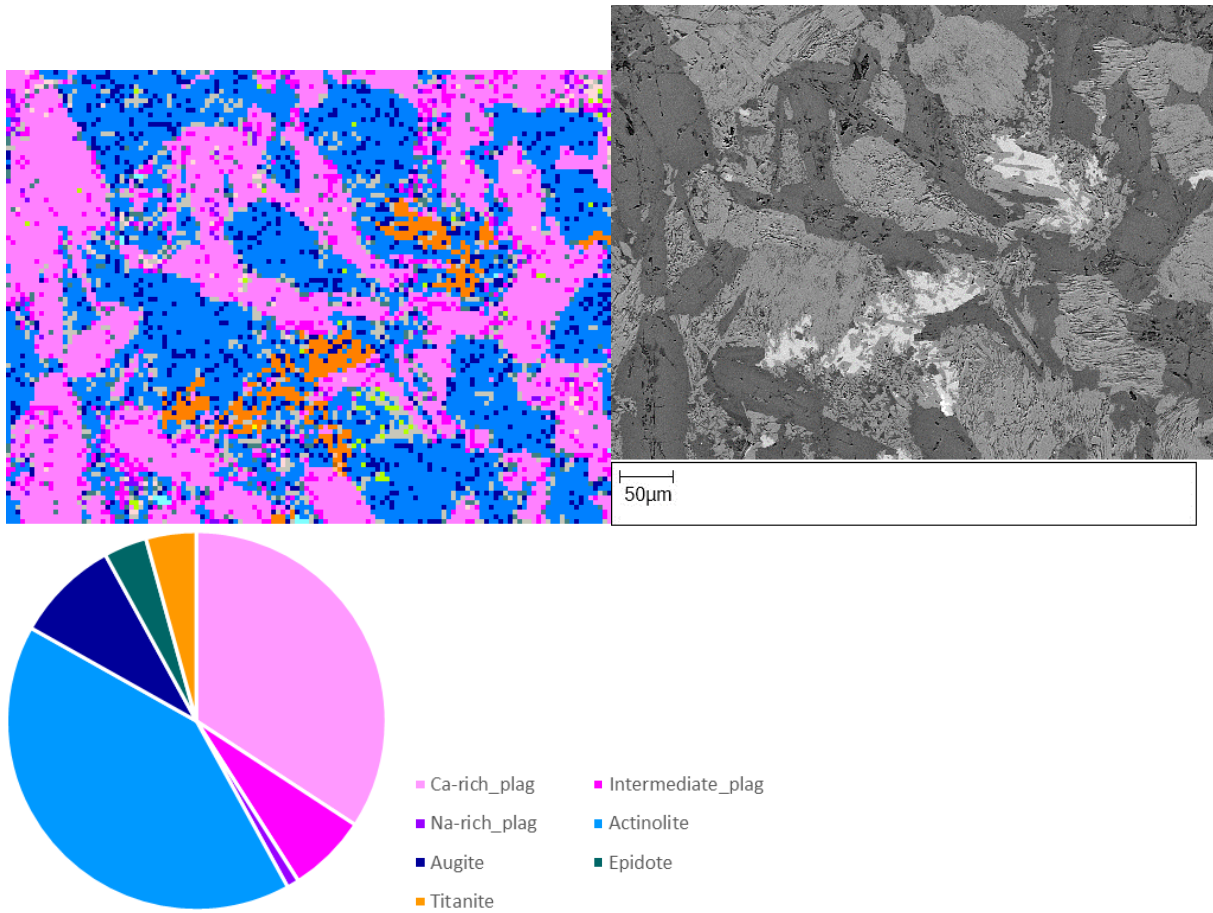 50µm
Ca-rich_plag Intermediate_plag
Na-rich_plag Actinolite
Augite Epidote
Titanite